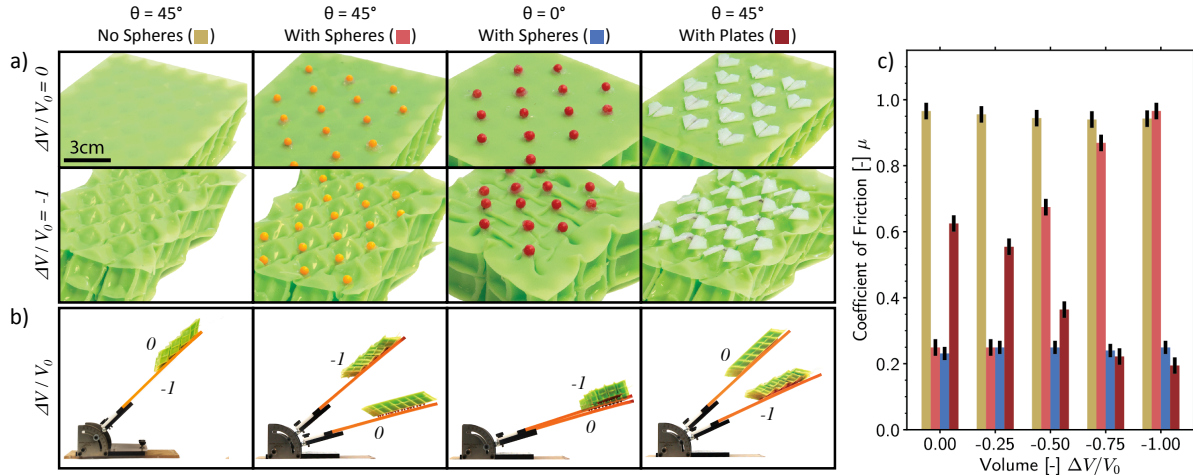 θ = 45°
No Spheres ( )
θ = 45°
With Spheres ( )
θ = 0°
With Spheres ( )
θ = 45°
With Plates ( )
a)
ΔV / V₀ = 0
3cm
ΔV / V₀ = -1
b)
ΔV / V₀
0
-1
-1
0
-1
0
0
-1
c)
Coefficient of Friction [-] μ
1.0
0.8
0.6
0.4
0.2
0.0
0.00
-0.25
-0.50
-0.75
-1.00
Volume [-] ΔV/V₀